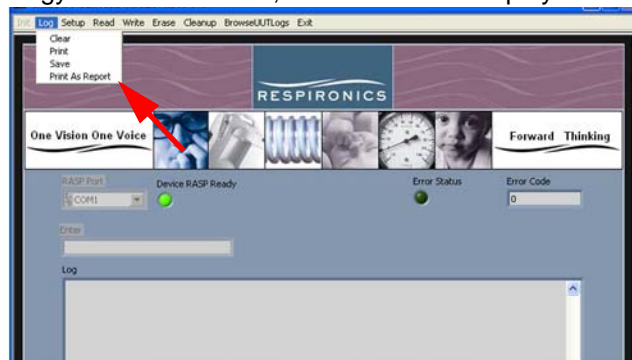 Init Log Setup Read Write Erase Cleanup BrowseUUTLogs Exit
Clear
Print
Save
Print As Report
RESPIRONICS
One Vision One Voice
Forward Thinking
RASP Port
Device RASP Ready
Error Status
Error Code
COM1
0
Enter
Log